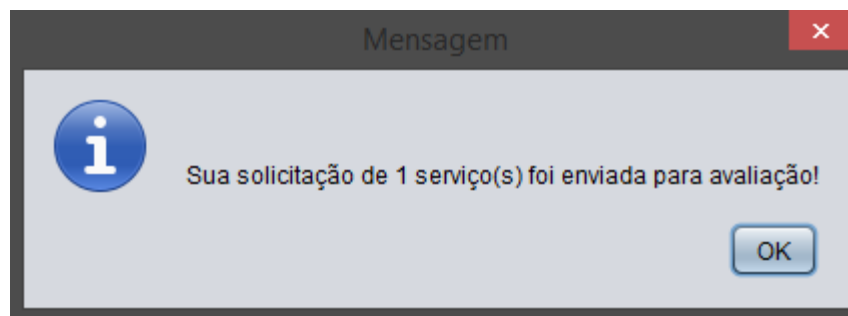 Mensagem
Sua solicitação de 1 serviço(s) foi enviada para avaliação!
OK